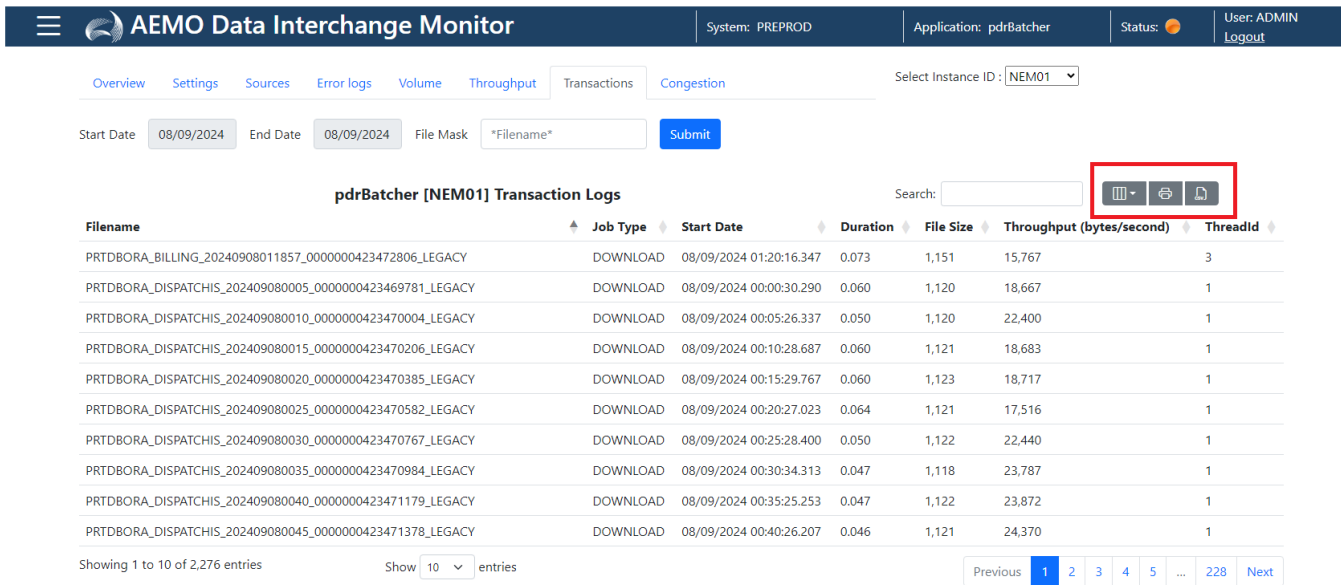 AEMO Data Interchange Monitor System: PREPROD Application: pdrBatcher Status: User: ADMIN
Logout
Overview Settings Sources Error logs Volume Throughput Transactions Congestion Select Instance ID : NEM01
Start Date 08/09/2024 End Date 08/09/2024 File Mask *Filename* Submit
pdrBatcher [NEM01] Transaction Logs Search:
Filename Job Type Start Date Duration File Size Throughput (bytes/second) ThreadId
PRTDBORA_BILLING_20240908011857_0000000423472806_LEGACY DOWNLOAD 08/09/2024 01:20:16.347 0.073 1,151 15,767 3
PRTDBORA_DISPATCHIS_202409080005_0000000423469781_LEGACY DOWNLOAD 08/09/2024 00:00:30.290 0.060 1,120 18,667 1
PRTDBORA_DISPATCHIS_202409080010_0000000423470004_LEGACY DOWNLOAD 08/09/2024 00:05:26.337 0.050 1,120 22,400 1
PRTDBORA_DISPATCHIS_202409080015_0000000423470206_LEGACY DOWNLOAD 08/09/2024 00:10:28.687 0.060 1,121 18,683 1
PRTDBORA_DISPATCHIS_202409080020_0000000423470385_LEGACY DOWNLOAD 08/09/2024 00:15:29.767 0.060 1,123 18,717 1
PRTDBORA_DISPATCHIS_202409080025_0000000423470582_LEGACY DOWNLOAD 08/09/2024 00:20:27.023 0.064 1,121 17,516 1
PRTDBORA_DISPATCHIS_202409080030_0000000423470767_LEGACY DOWNLOAD 08/09/2024 00:25:28.400 0.050 1,122 22,440 1
PRTDBORA_DISPATCHIS_202409080035_0000000423470984_LEGACY DOWNLOAD 08/09/2024 00:30:34.313 0.047 1,118 23,787 1
PRTDBORA_DISPATCHIS_202409080040_0000000423471179_LEGACY DOWNLOAD 08/09/2024 00:35:25.253 0.047 1,122 23,872 1
PRTDBORA_DISPATCHIS_202409080045_0000000423471378_LEGACY DOWNLOAD 08/09/2024 00:40:26.207 0.046 1,121 24,370 1
Showing 1 to 10 of 2,276 entries Show 10 entries Previous 1 2 3 4 5 ... 228 Next